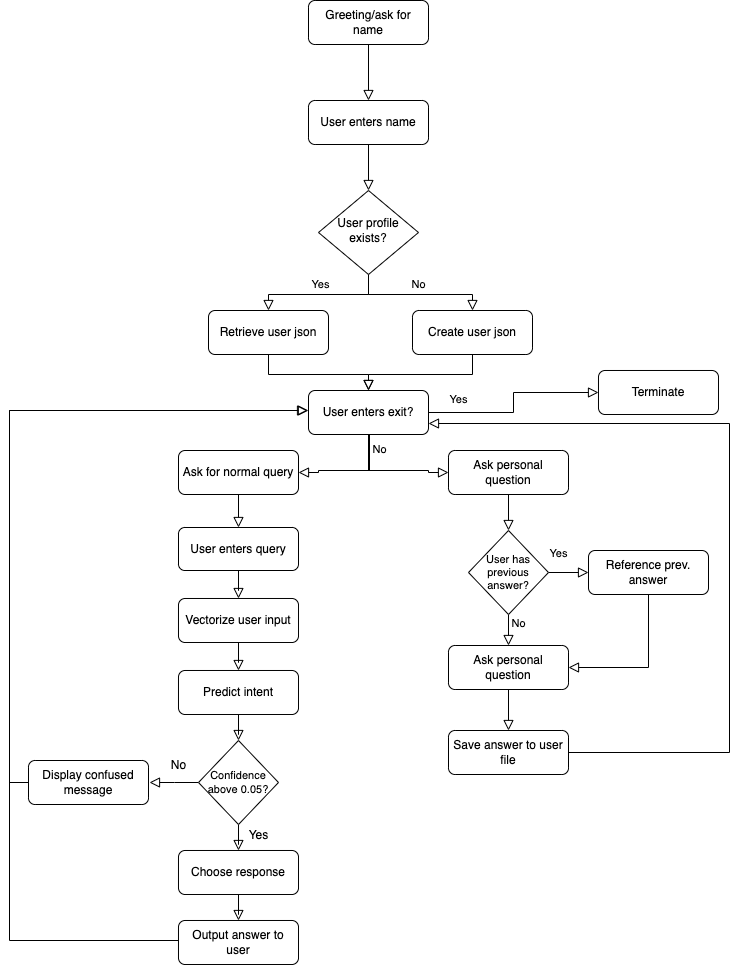 Greeting/ask for
name
User enters name
User profile
exists?
Yes
No
Retrieve user json
Create user json
User enters exit?
Yes
Terminate
No
Ask for normal query
Ask personal
question
User enters query
User has
previous
answer?
Yes
Reference prev.
answer
No
Vectorize user input
Ask personal
question
Predict intent
Save answer to user
file
Confidence
above 0.05?
No
Display confused
message
Yes
Choose response
Output answer to
user